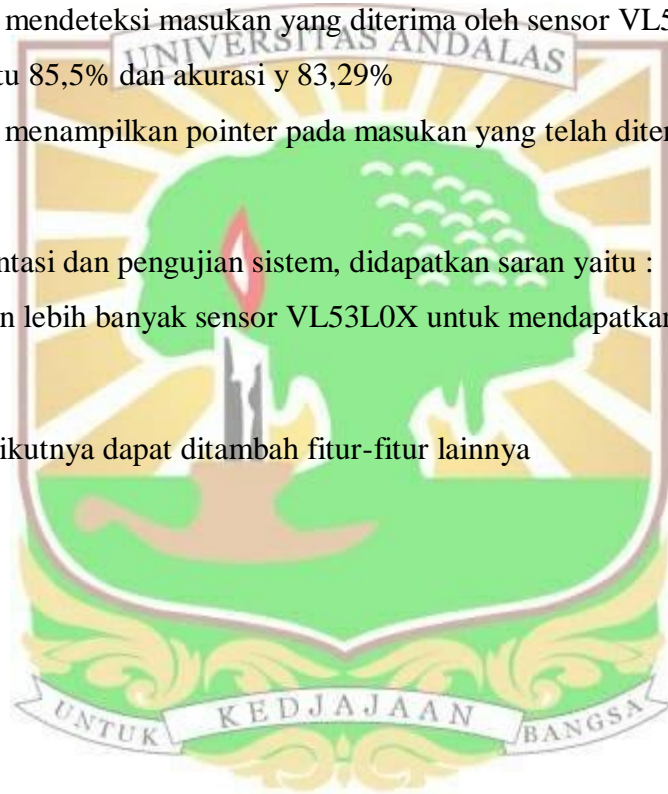 mendeteksi masukan yang diterima oleh sensor VL5
UNIVERSITAS ANDALAS
tu 85,5% dan akurasi y 83,29%
menampilkan pointer pada masukan yang telah diter
ntasi dan pengujian sistem, didapatkan saran yaitu :
n lebih banyak sensor VL53L0X untuk mendapatkan
ikutnya dapat ditambah fitur-fitur lainnya
UNTUK KEDJAJAAN BANGSA